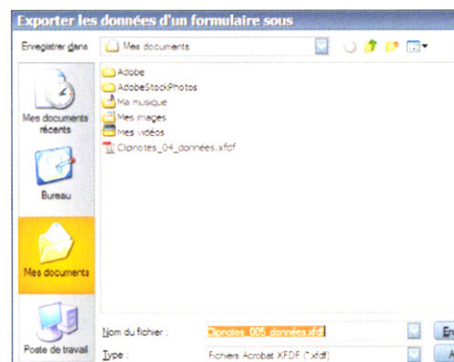 Exporter les données d'un formulaire sous
Enregistrer dans
Mes documents
Mes documents récents
Bureau
Mes documents
Poste de travail
Adobe
AdobeStockPhotos
Ma musique
Mes images
Mes vidéos
Clipnotes_04_données.xfdf
Nom du fichier :
Clipnotes_005_données.xfdf
Type :
Fichiers Acrobat XFDF (*.xfdf)